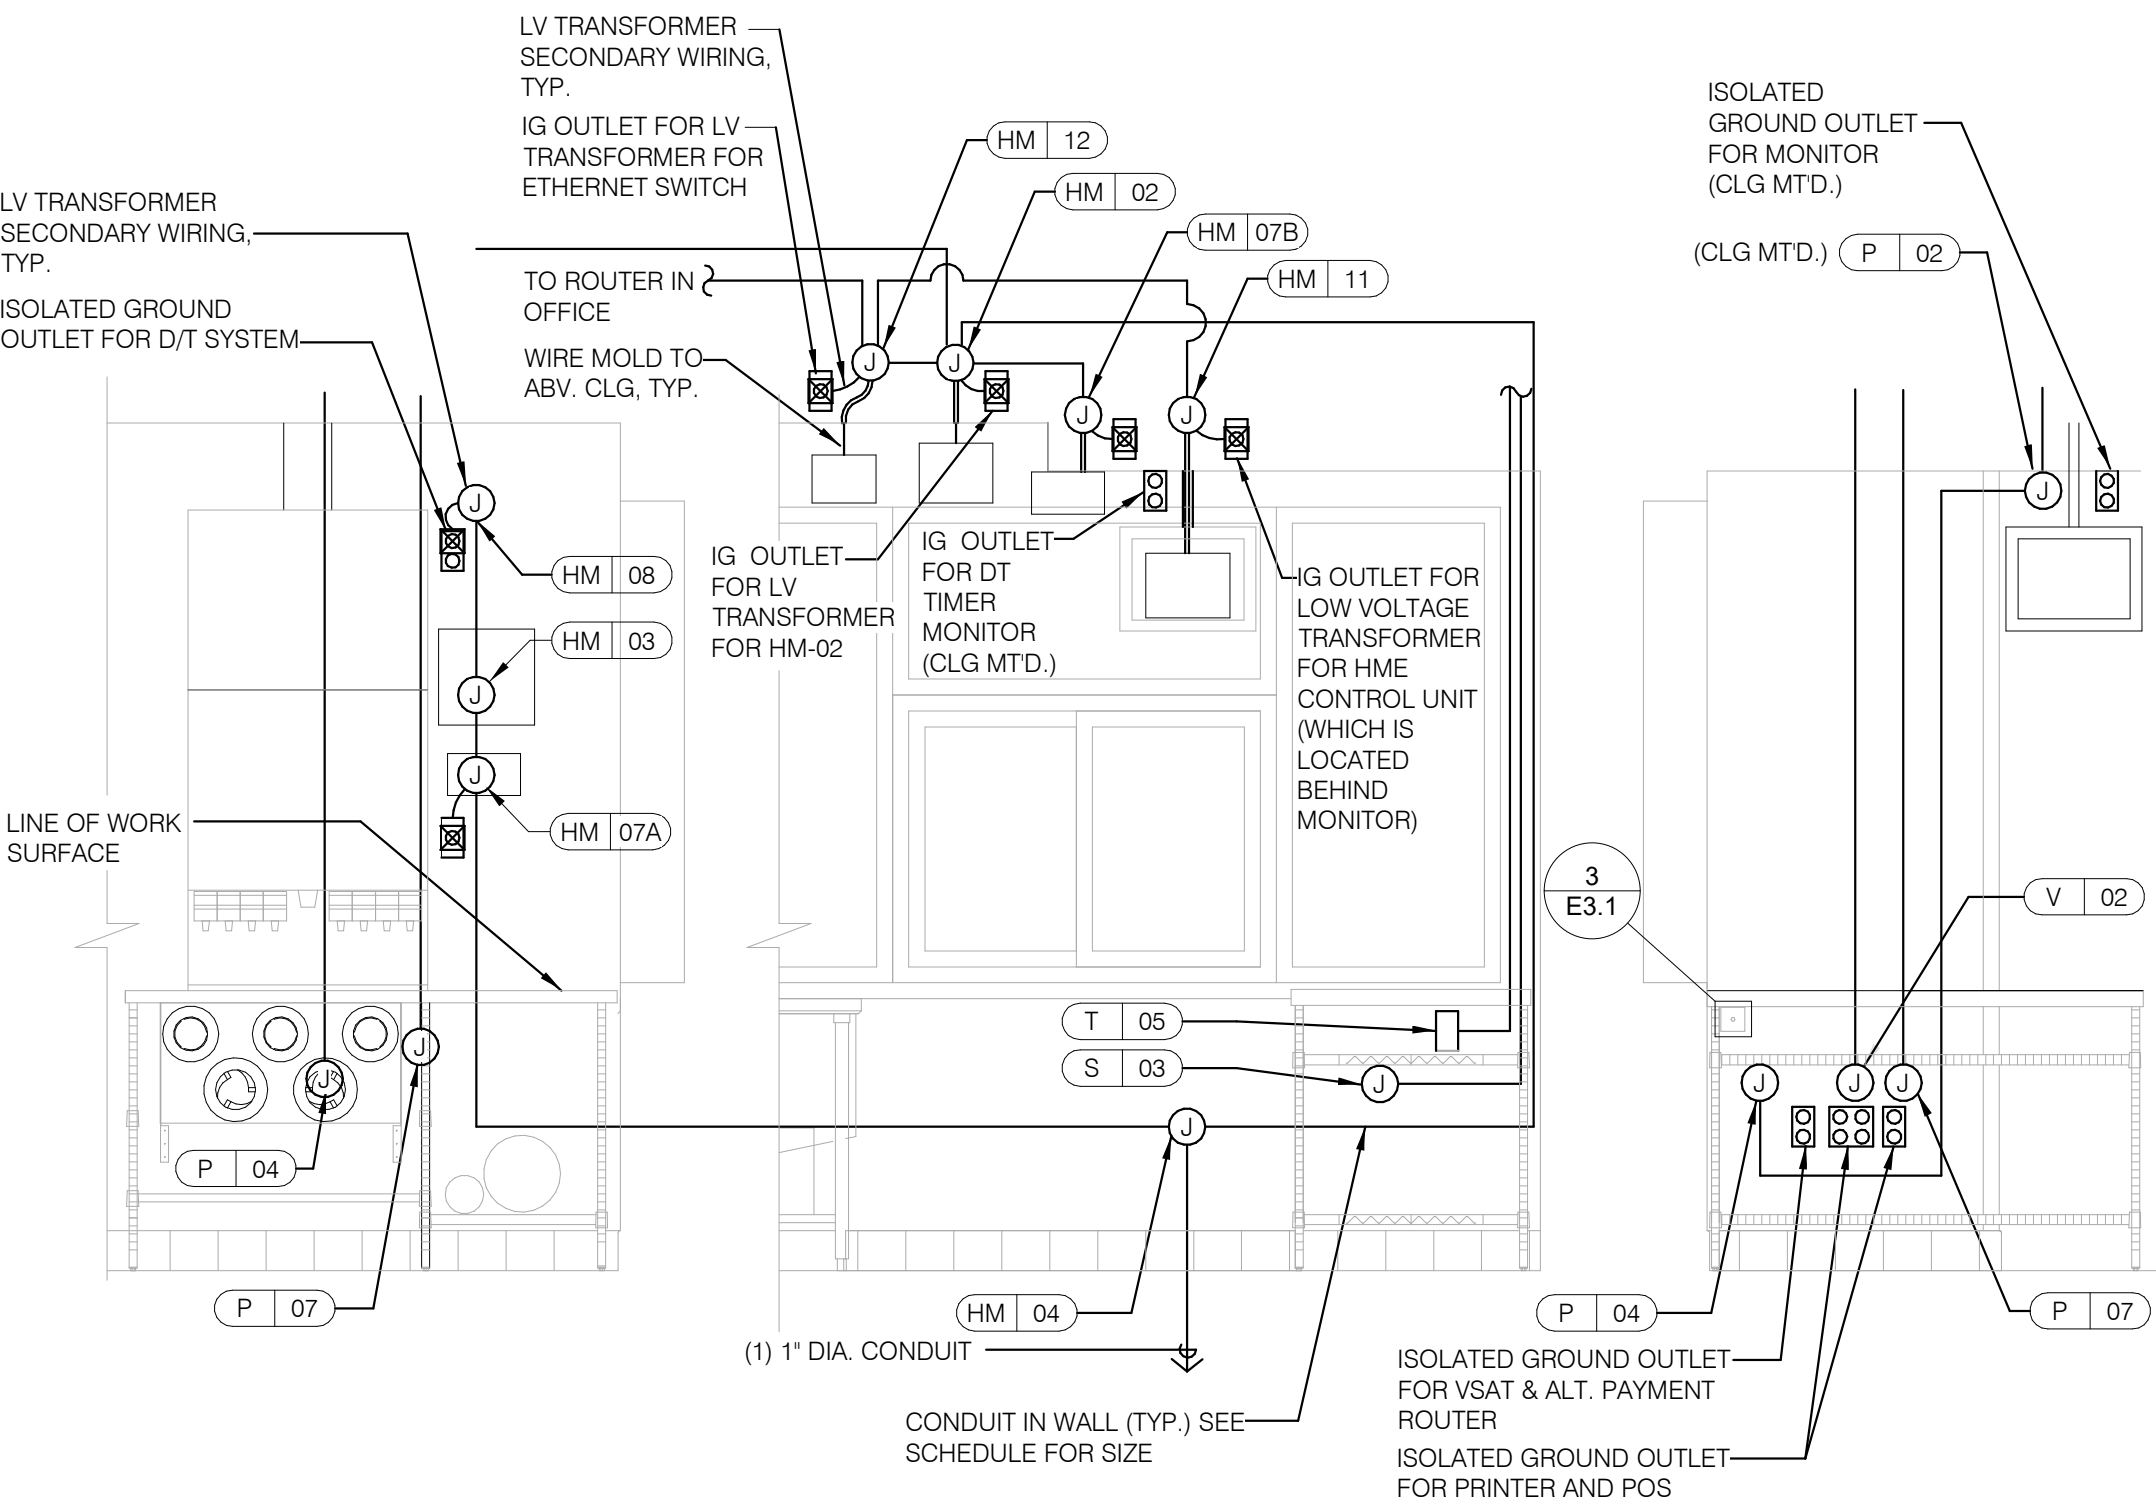 LV TRANSFORMER
SECONDARY WIRING,
TYP.
IG OUTLET FOR LV
TRANSFORMER FOR
ETHERNET SWITCH
HM 12
HM 02
HM 07B
HM 11
ISOLATED
GROUND OUTLET
FOR MONITOR
(CLG MT'D.)
(CLG MT'D.) P 02
LV TRANSFORMER
SECONDARY WIRING,
TYP.
ISOLATED GROUND
OUTLET FOR D/T SYSTEM
TO ROUTER IN
OFFICE
WIRE MOLD TO
ABV. CLG, TYP.
J
J
J
J
J
J
HM 08
HM 03
J
J
HM 07A
IG OUTLET
FOR LV
TRANSFORMER
FOR HM-02
IG OUTLET
FOR DT
TIMER
MONITOR
(CLG MT'D.)
IG OUTLET FOR
LOW VOLTAGE
TRANSFORMER
FOR HME
CONTROL UNIT
(WHICH IS
LOCATED
BEHIND
MONITOR)
LINE OF WORK
SURFACE
3
E3.1
V 02
T 05
S 03
J
J
J
J
J
J
J
P 04
P 07
HM 04
(1) 1" DIA. CONDUIT
CONDUIT IN WALL (TYP.) SEE
SCHEDULE FOR SIZE
P 04
P 07
ISOLATED GROUND OUTLET
FOR VSAT & ALT. PAYMENT
ROUTER
ISOLATED GROUND OUTLET
FOR PRINTER AND POS